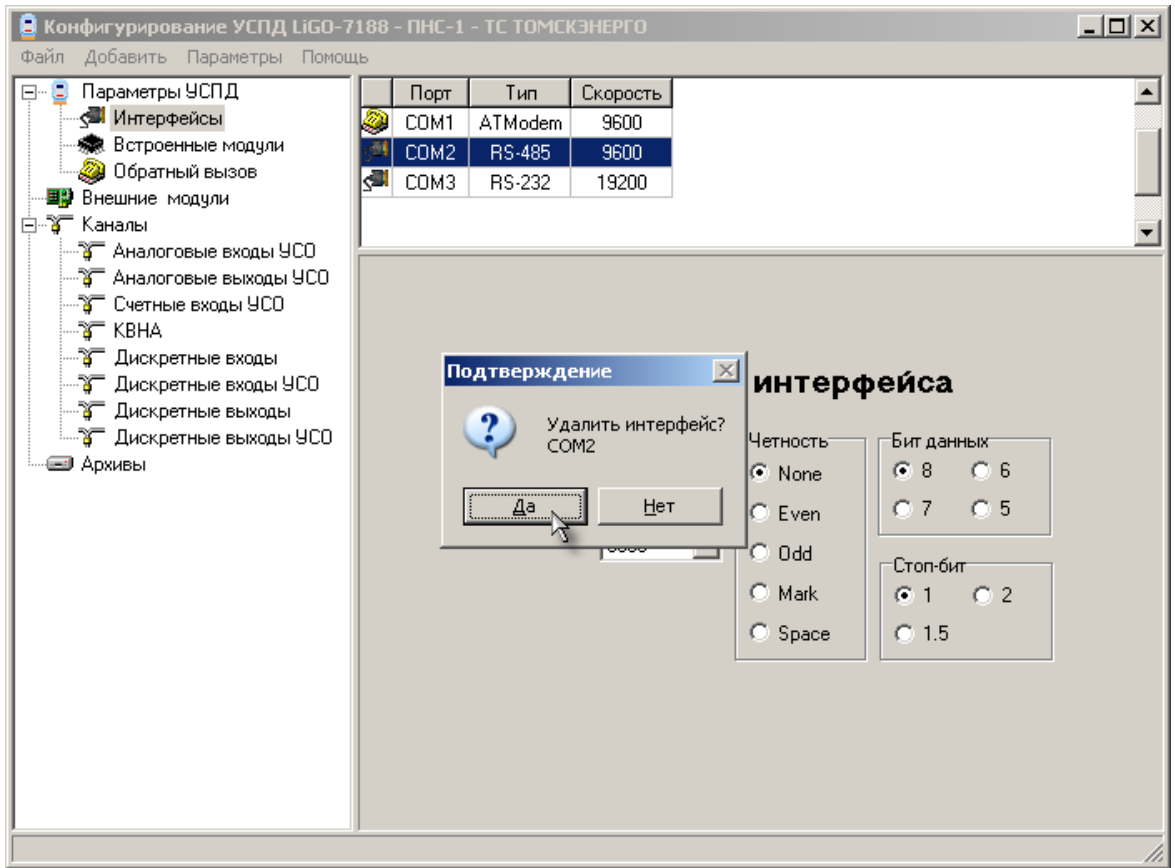 Конфигурирование УСПД LiGO-7188 - ПНС-1 - ТС ТОМСКЭНЕРГО
Файл Добавить Параметры Помощь
Параметры УСПД
Интерфейсы
Встроенные модули
Обратный вызов
Внешние модули
Каналы
Аналоговые входы УСО
Аналоговые выходы УСО
Счетные входы УСО
КВНА
Дискретные входы
Дискретные входы УСО
Дискретные выходы
Дискретные выходы УСО
Архивы
Порт Тип Скорость
COM1 ATModem 9600
COM2 RS-485 9600
COM3 RS-232 19200
интерфейса
Подтверждение
Удалить интерфейс?
COM2
Да Нет
Четность
None
Even
Odd
Mark
Space
Бит данных
8 6
7 5
Стоп-бит
1 2
1.5